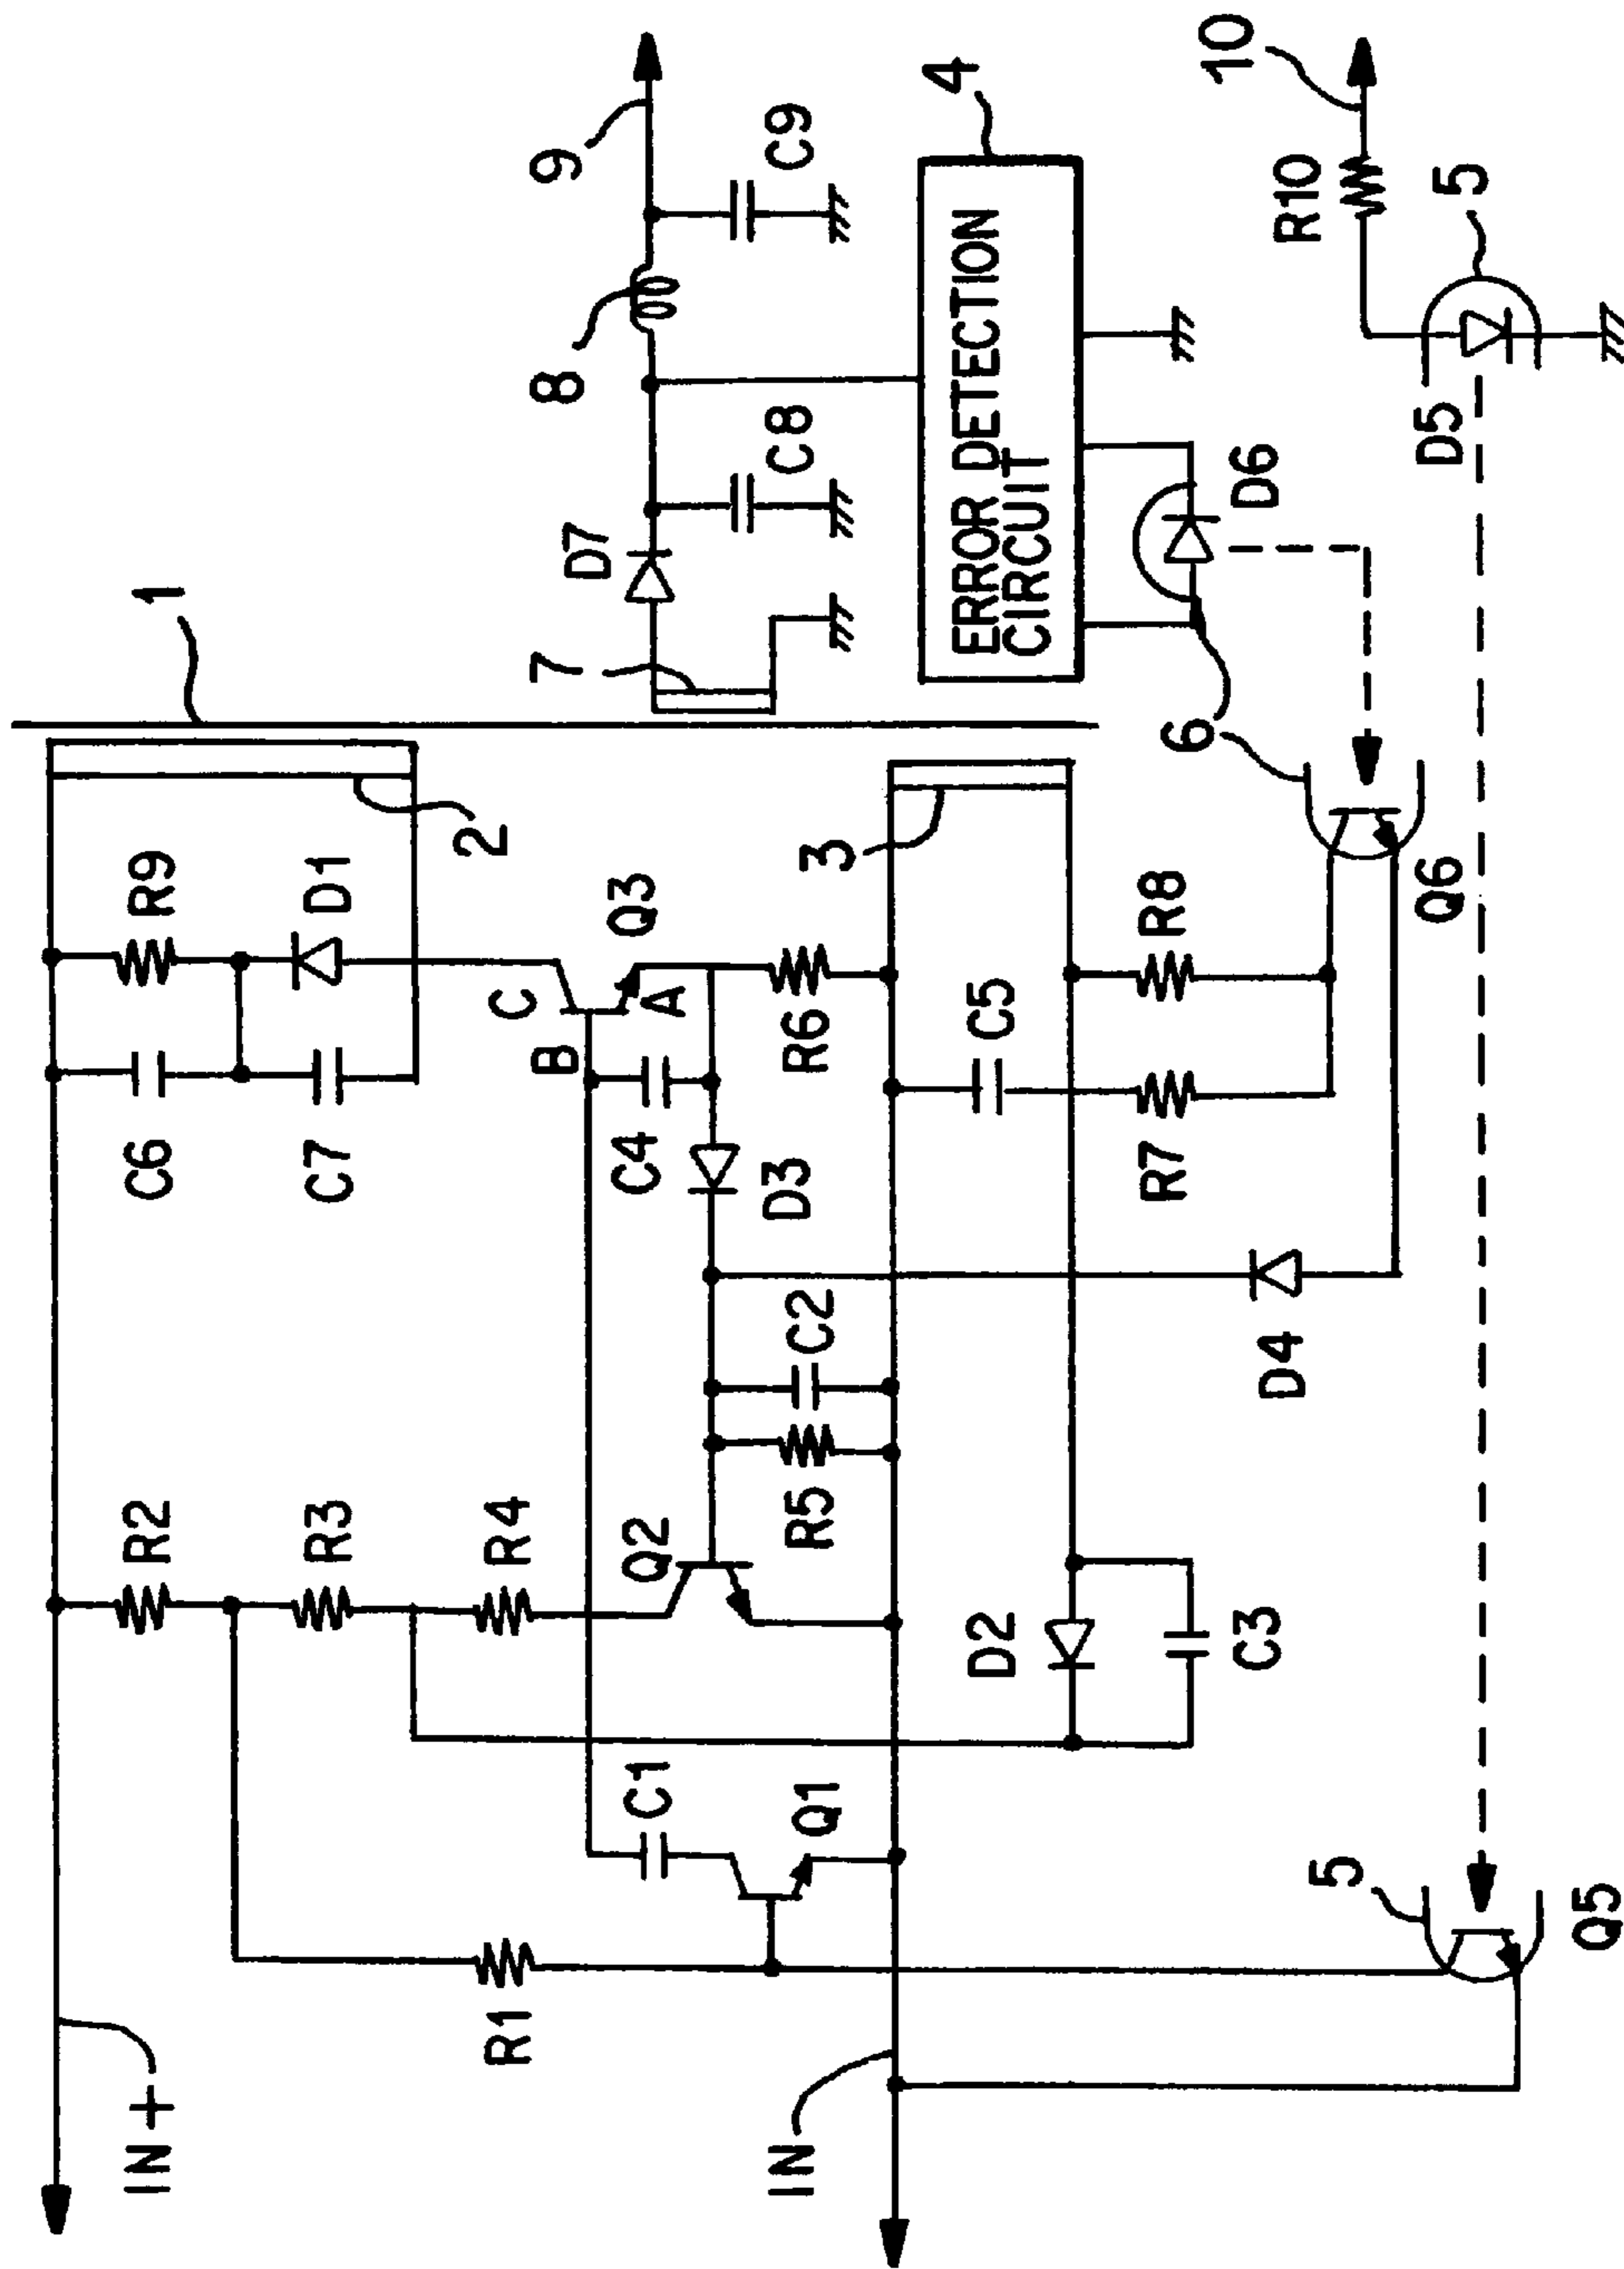 1
R9
D1
C6
C7
2
R2
R3
R4
IN+
R1
C
B
A
Q3
C4
D3
R6
Q2
R5
C2
C1
Q1
IN-
3
C5
R8
R7
D2
C3
D4
Q6
6
5
Q5
7
D7
C8
8
9
C9
4
ERROR DETECTION
CIRCUIT
D6
R10
10
D5
5